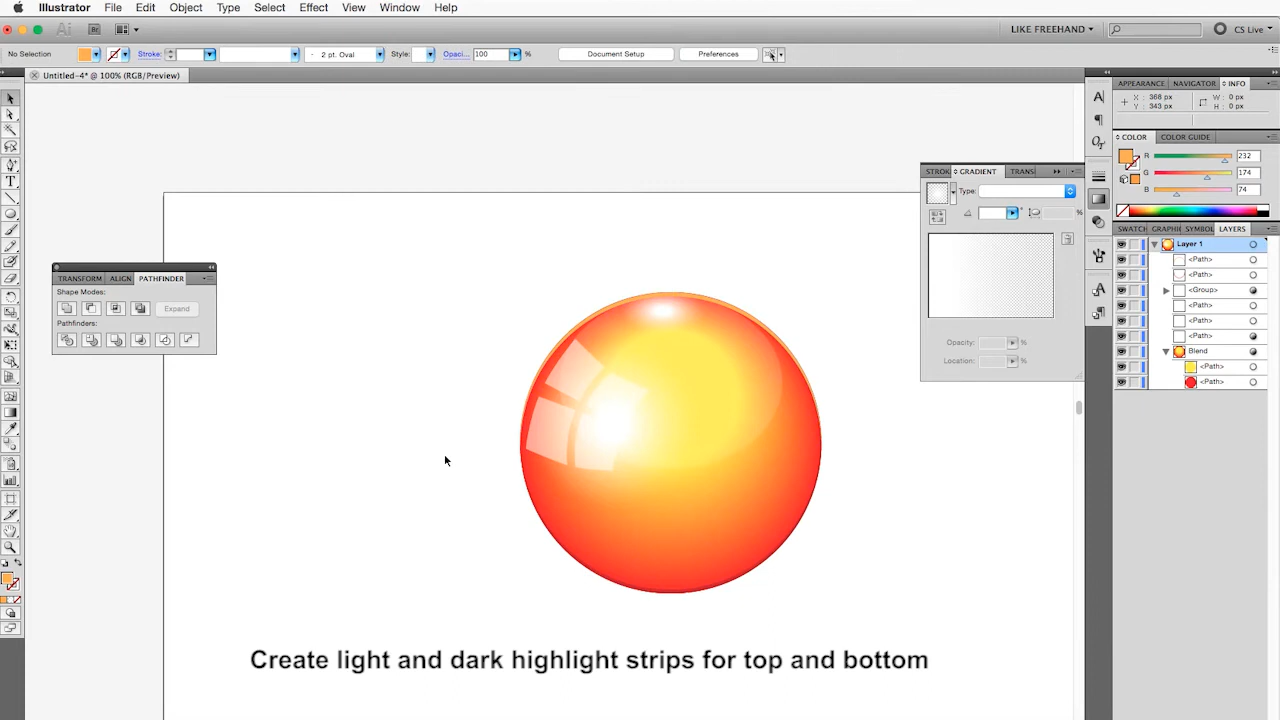 Illustrator File Edit Object Type Select Effect View Window Help
Ai Br LIKE FREEHAND CS Live
No Selection Stroke: 2 pt. Oval Style: Opaci... 100 % Document Setup Preferences
Untitled-4* @ 100% (RGB/Preview)
APPEARANCE NAVIGATOR INFO
X : 368 px
Y : 343 px
W : 0 px
H : 0 px
COLOR COLOR GUIDE
R 232
G 174
B 74
STROK GRADIENT TRANS
Type:
°
%
Opacity: %
Location: %
SWATCH GRAPHI SYMBOL LAYERS
Layer 1
<Path>
<Path>
<Group>
<Path>
<Path>
<Path>
Blend
<Path>
<Path>
TRANSFORM ALIGN PATHFINDER
Shape Modes:
Expand
Pathfinders:
Create light and dark highlight strips for top and bottom